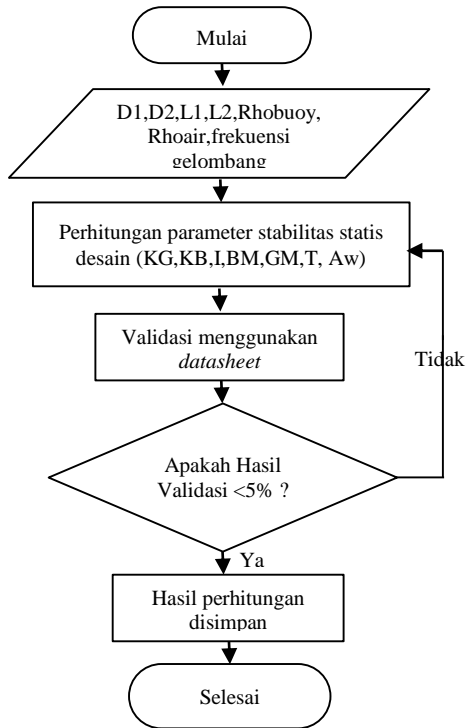 Mulai
D1,D2,L1,L2,Rhobuoy,
Rhoair,frekuensi
gelombang
Perhitungan parameter stabilitas statis
desain (KG,KB,I,BM,GM,T, Aw)
Validasi menggunakan
datasheet
Tidak
Apakah Hasil
Validasi <5% ?
Ya
Hasil perhitungan
disimpan
Selesai